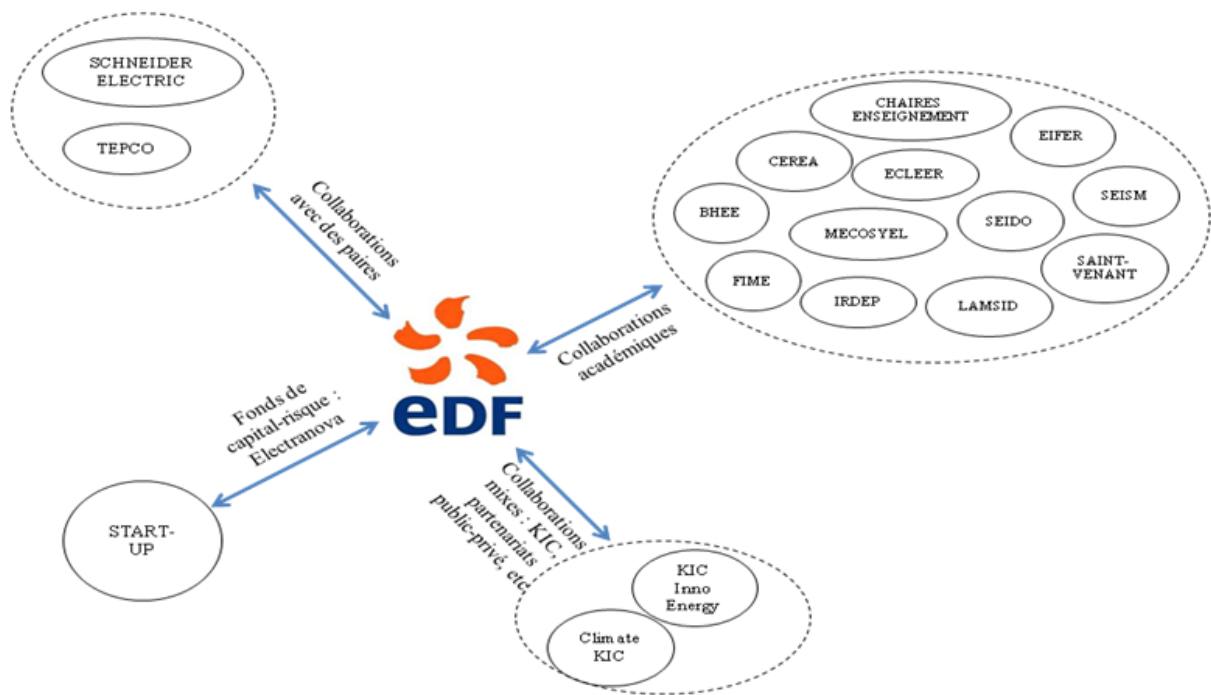 SCHNEIDER
ELECTRIC
TEPCO
Collaborations
avec des paires
CHAIRES
ENSEIGNEMENT
EIFER
CEREA
ECLEER
SEISM
BHEE
SEIDO
MECOSYEL
SAINT-
VENANT
FIME
IRDEP
LAMSID
Collaborations
académiques
eDF
Fonds de
capital-risque :
Electranova
START-
UP
Collaborations
mixes : KIC,
partenariats
public-privé, etc
KIC
Inno
Energy
Climate
KIC